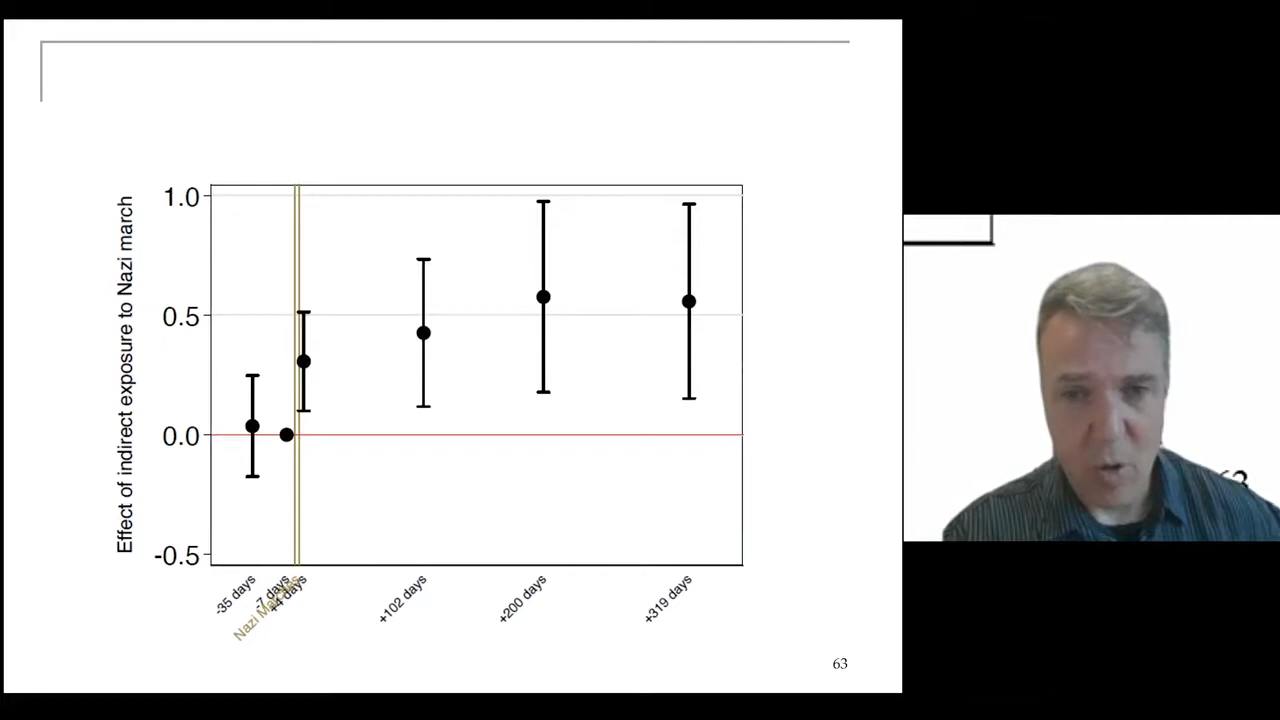 Effect of indirect exposure to Nazi march
1.0
0.5
0.0
-0.5
-35 days
-7 days
Nazi
+4 days
+102 days
+200 days
+319 days
63
63